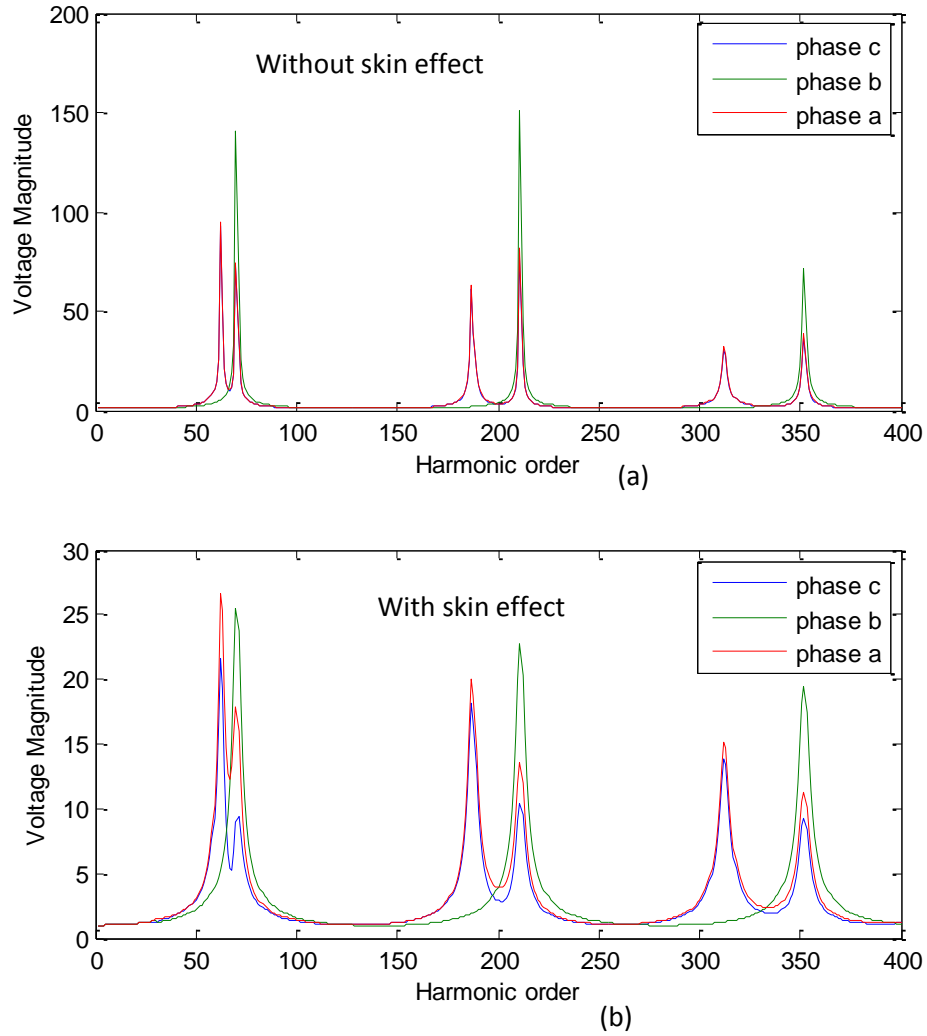 200
150
100
50
0
Voltage Magnitude
Without skin effect
phase c
phase b
phase a
0 50 100 150 200 250 300 350 400
Harmonic order
(a)
30
25
20
15
10
5
0
Voltage Magnitude
With skin effect
phase c
phase b
phase a
0 50 100 150 200 250 300 350 400
Harmonic order
(b)